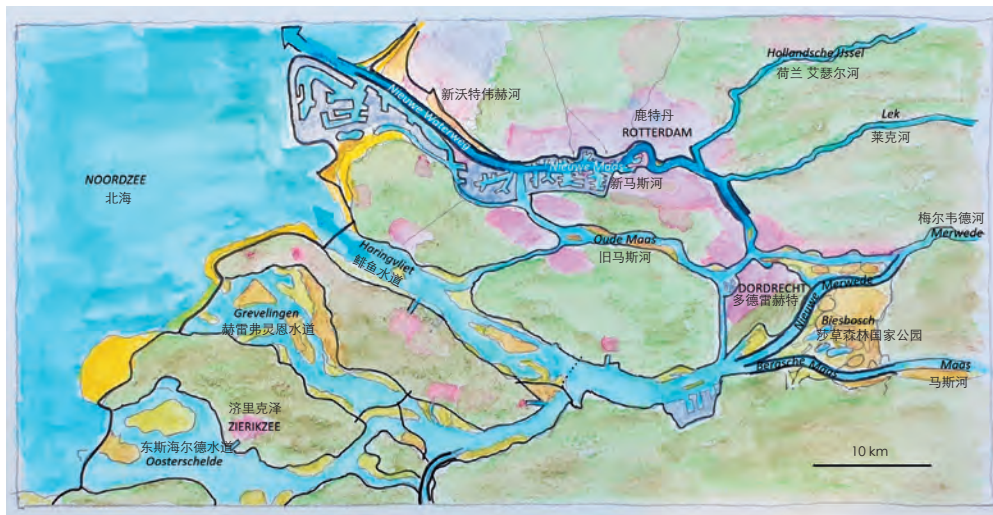 Hollandsche IJssel
荷兰 艾瑟尔河
新沃特伟赫河
Nieuwe Waterweg
鹿特丹
ROTTERDAM
Lek
莱克河
Nieuwe Maas
新马斯河
NOORDZEE
北海
梅尔韦德河
Merwede
Haringvliet
鲱鱼水道
Oude Maas
旧马斯河
DORDRECHT
多德雷赫特
Nieuwe Merwede
Grevelingen
赫雷弗灵恩水道
Biesbosch
莎草森林国家公园
Bergsche Maas
Maas
马斯河
济里克泽
ZIERIKZEE
东斯海尔德水道
Oosterschelde
10 km